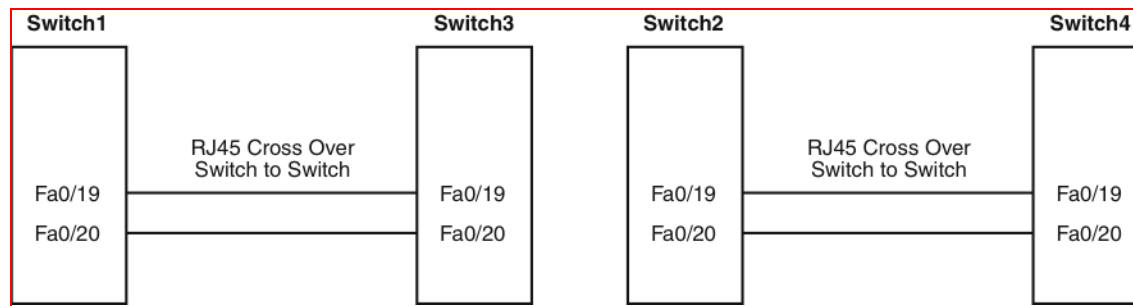 Switch1
Switch3
Switch2
Switch4
RJ45 Cross Over
Switch to Switch
RJ45 Cross Over
Switch to Switch
Fa0/19
Fa0/19
Fa0/19
Fa0/19
Fa0/20
Fa0/20
Fa0/20
Fa0/20